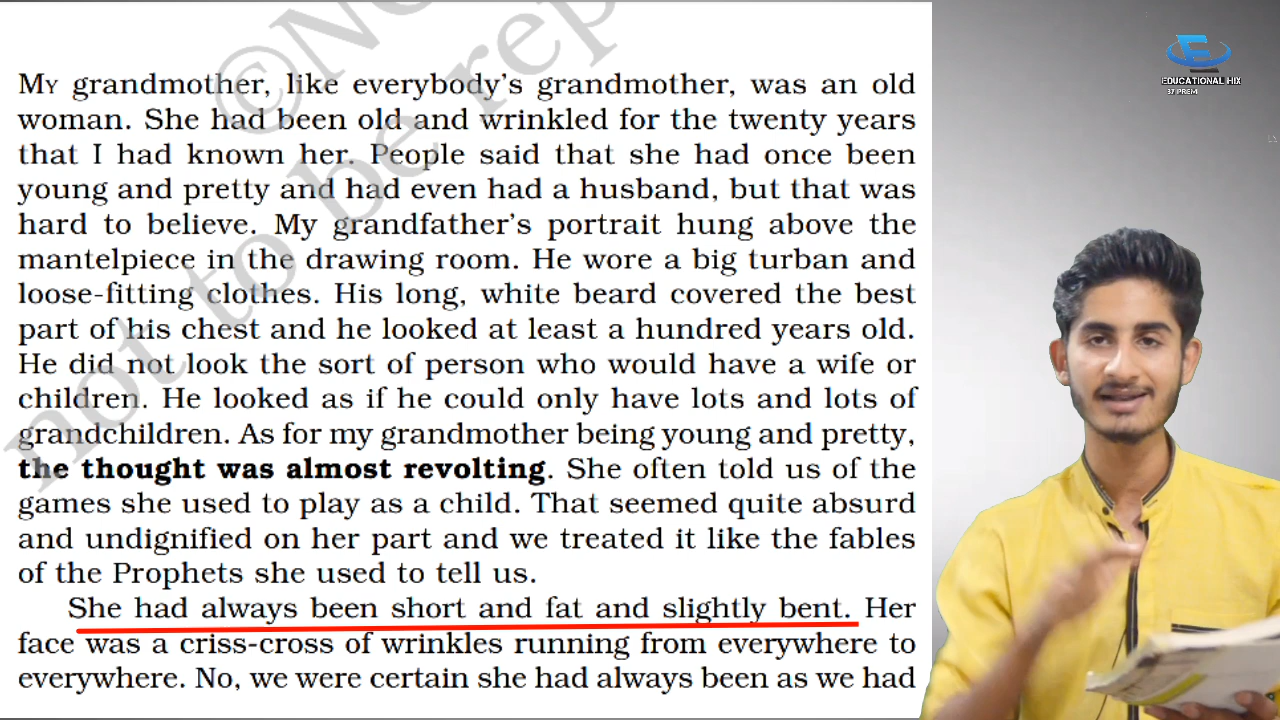 My grandmother, like everybody's grandmother, was an old
woman. She had been old and wrinkled for the twenty years
that I had known her. People said that she had once been
young and pretty and had even had a husband, but that was
hard to believe. My grandfather's portrait hung above the
mantelpiece in the drawing room. He wore a big turban and
loose-fitting clothes. His long, white beard covered the best
part of his chest and he looked at least a hundred years old.
He did not look the sort of person who would have a wife or
children. He looked as if he could only have lots and lots of
grandchildren. As for my grandmother being young and pretty,
the thought was almost revolting. She often told us of the
games she used to play as a child. That seemed quite absurd
and undignified on her part and we treated it like the fables
of the Prophets she used to tell us.
She had always been short and fat and slightly bent. Her
face was a criss-cross of wrinkles running from everywhere to
everywhere. No, we were certain she had always been as we had
not to be rep
E
EDUCATIONAL HIX
BY PREM